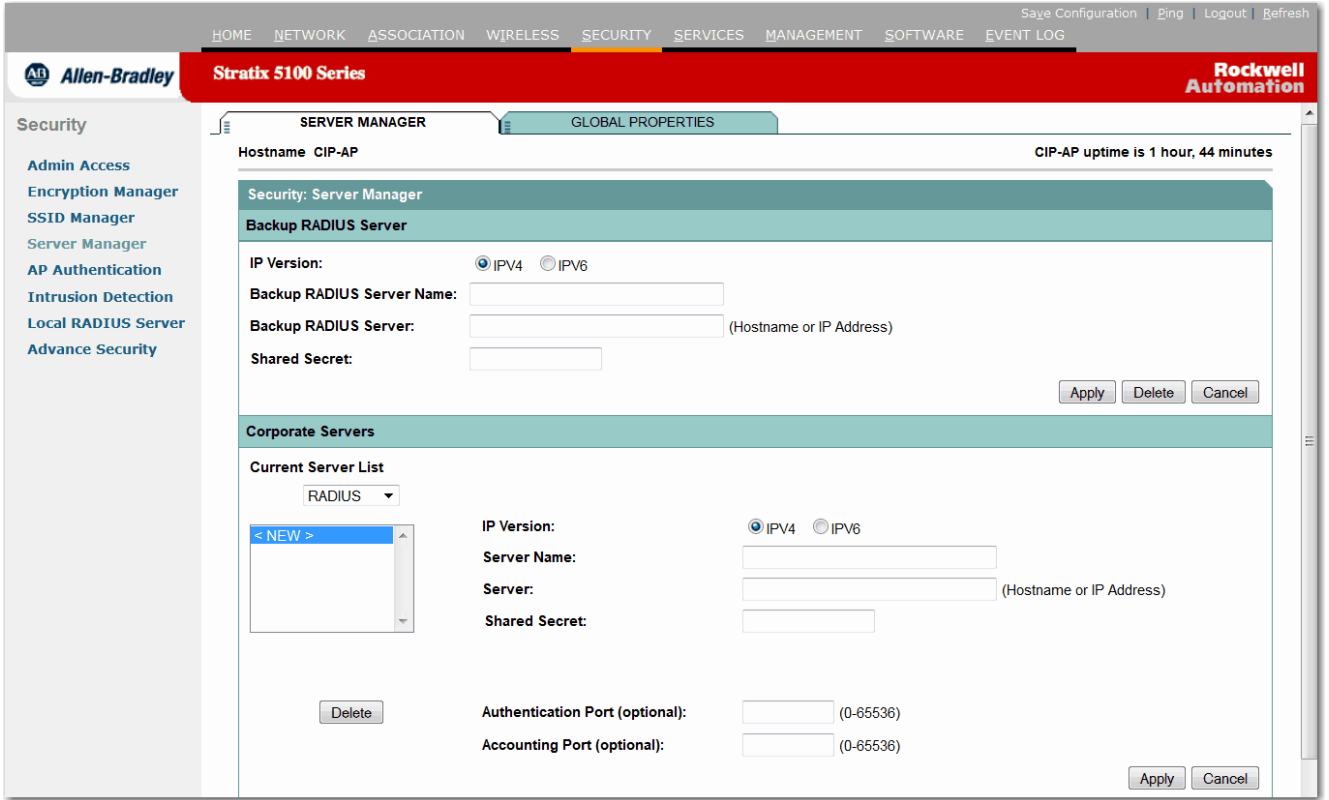 Save Configuration | Ping | Logout | Refresh
HOME NETWORK ASSOCIATION WIRELESS SECURITY SERVICES MANAGEMENT SOFTWARE EVENT LOG
AB Allen-Bradley
Stratix 5100 Series
Rockwell
Automation
Security
Admin Access
Encryption Manager
SSID Manager
Server Manager
AP Authentication
Intrusion Detection
Local RADIUS Server
Advance Security
SERVER MANAGER
GLOBAL PROPERTIES
Hostname CIP-AP
CIP-AP uptime is 1 hour, 44 minutes
Security: Server Manager
Backup RADIUS Server
IP Version: IPV4 IPV6
Backup RADIUS Server Name:
Backup RADIUS Server: (Hostname or IP Address)
Shared Secret:
Apply Delete Cancel
Corporate Servers
Current Server List
RADIUS
< NEW >
Delete
IP Version: IPV4 IPV6
Server Name:
Server: (Hostname or IP Address)
Shared Secret:
Authentication Port (optional): (0-65536)
Accounting Port (optional): (0-65536)
Apply Cancel